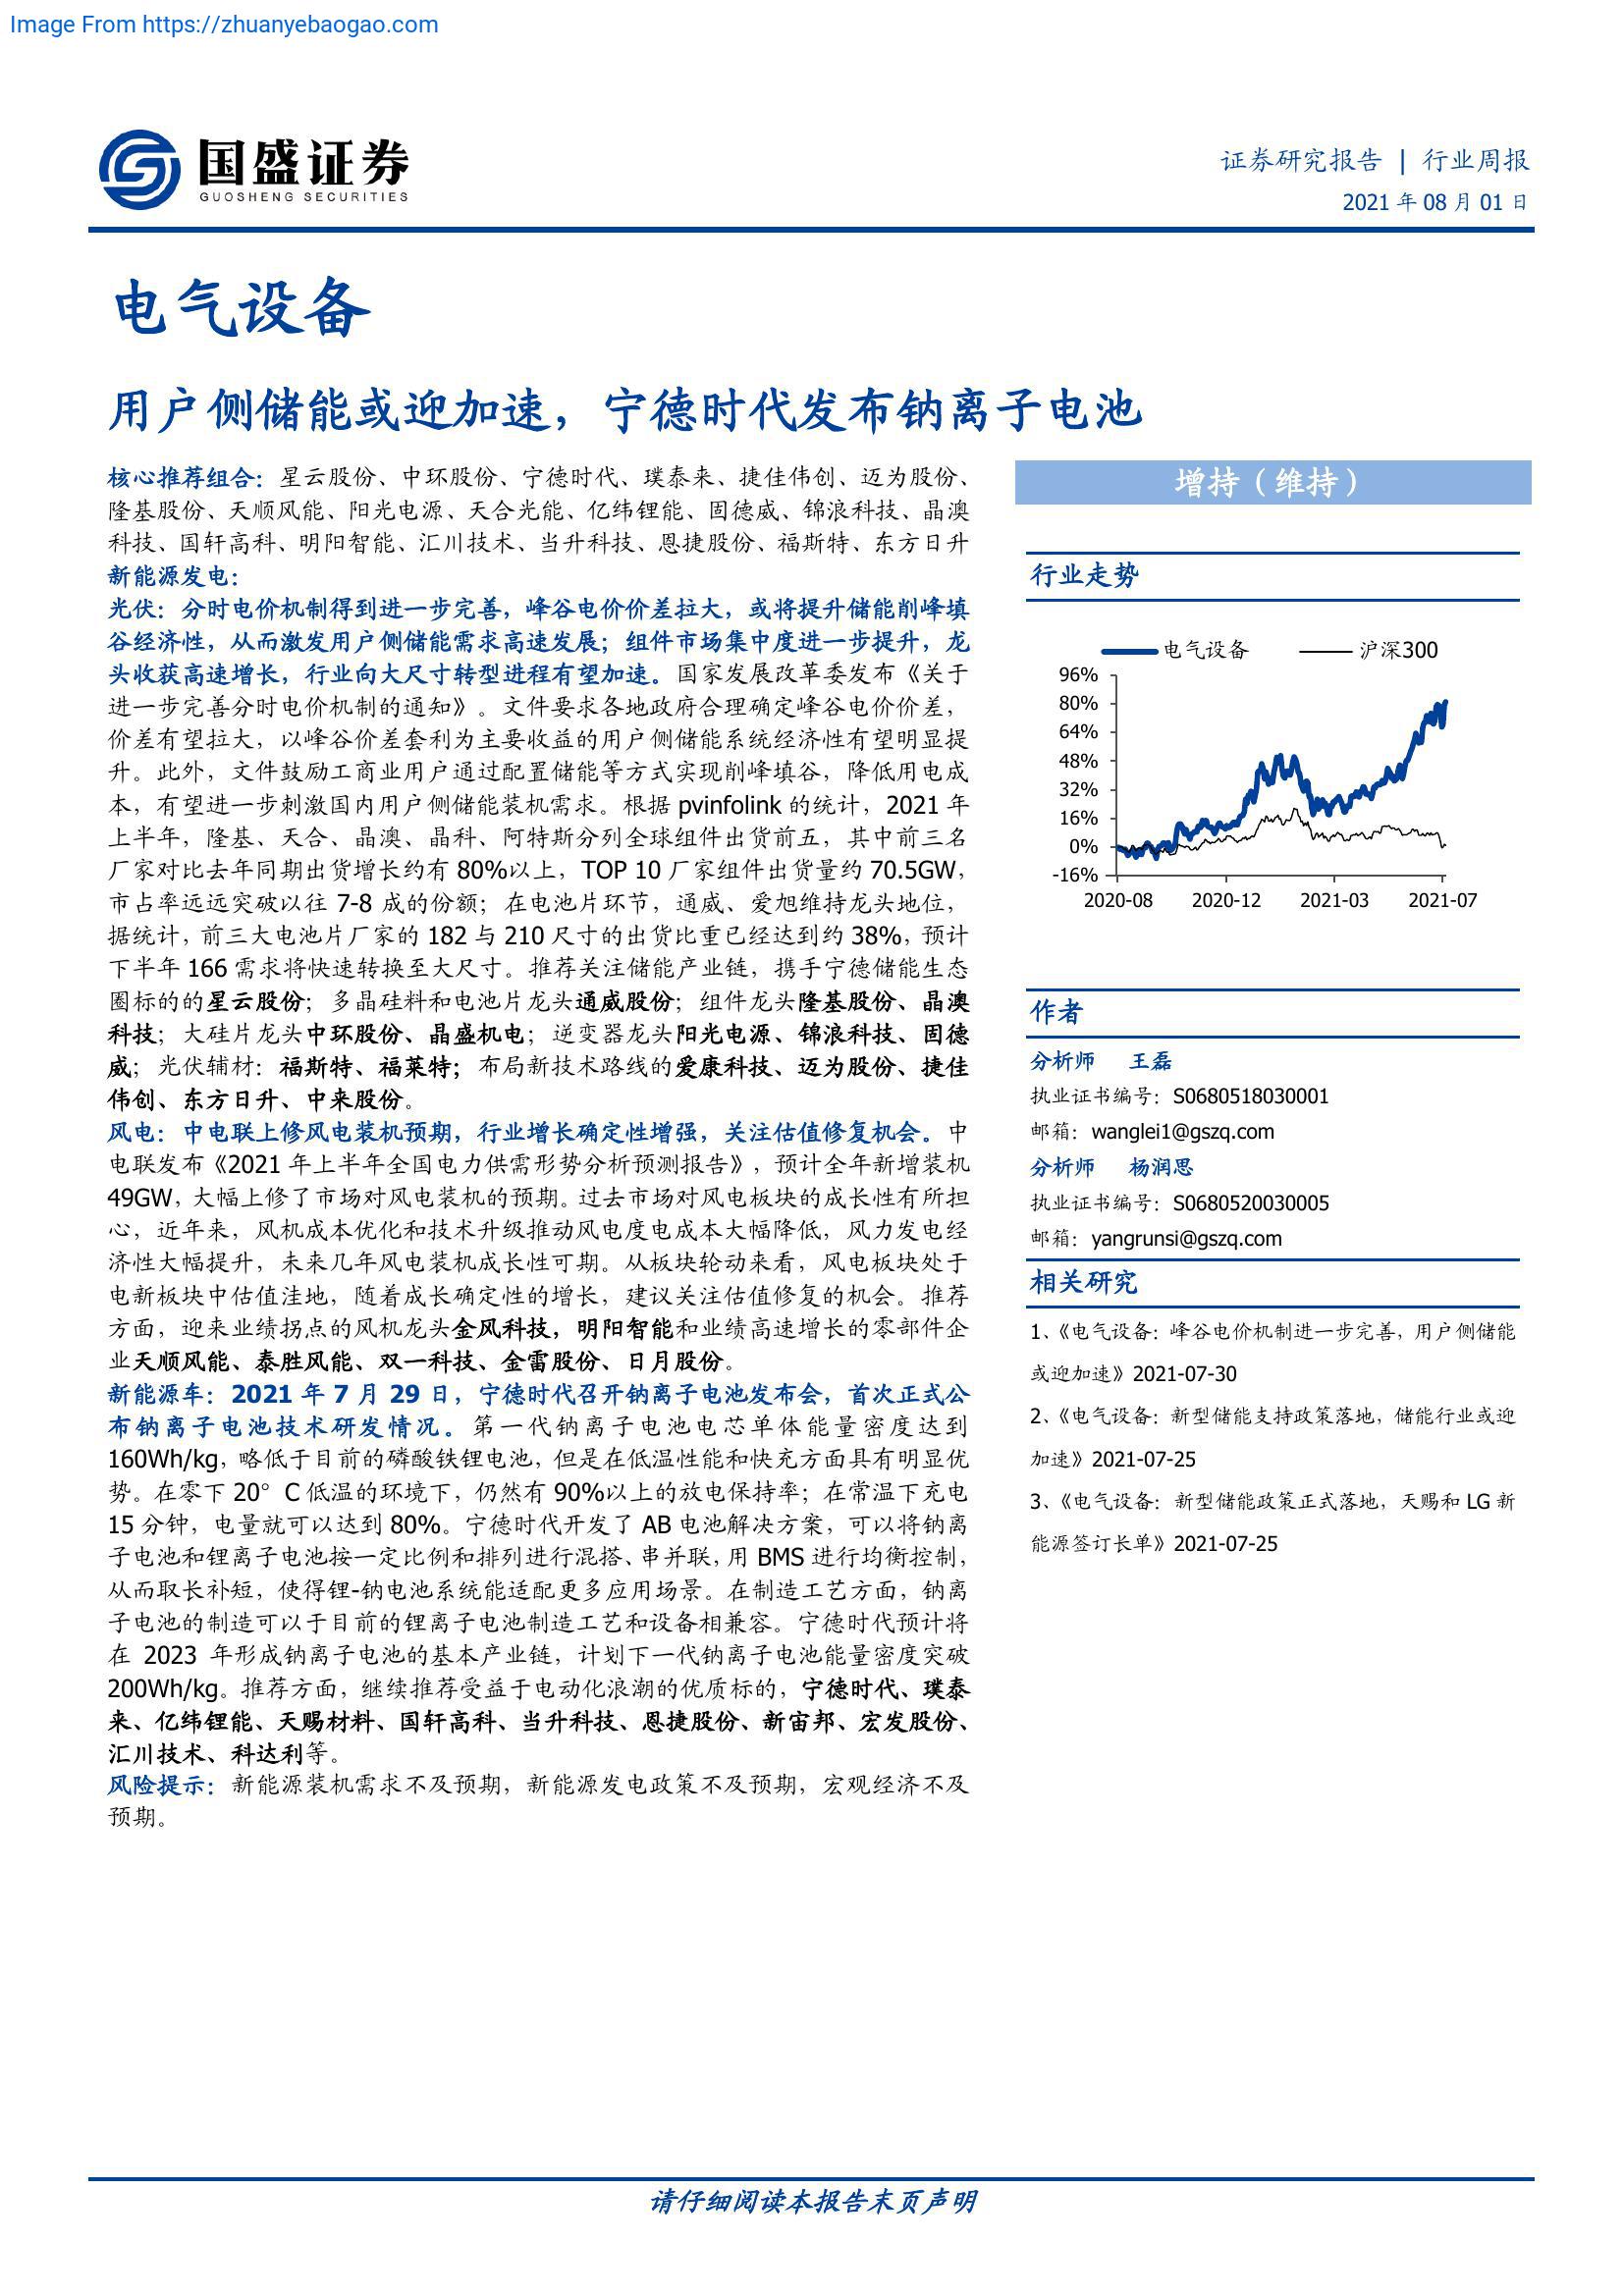 Image From https://zhuanyebaogao.com
国盛证券
GUOSHENG SECURITIES
证券研究报告 | 行业周报
2021 年 08 月 01 日
电气设备
用户侧储能或迎加速，宁德时代发布钠离子电池
核心推荐组合：星云股份、中环股份、宁德时代、璞泰来、捷佳伟创、迈为股份、
隆基股份、天顺风能、阳光电源、天合光能、亿纬锂能、固德威、锦浪科技、晶澳
科技、国轩高科、明阳智能、汇川技术、当升科技、恩捷股份、福斯特、东方日升
新能源发电：
光伏：分时电价机制得到进一步完善，峰谷电价价差拉大，或将提升储能削峰填
谷经济性，从而激发用户侧储能需求高速发展；组件市场集中度进一步提升，龙
头收获高速增长，行业向大尺寸转型进程有望加速。国家发展改革委发布《关于
进一步完善分时电价机制的通知》。文件要求各地政府合理确定峰谷电价价差，
价差有望拉大，以峰谷价差套利为主要收益的用户侧储能系统经济性有望明显提
升。此外，文件鼓励工商业用户通过配置储能等方式实现削峰填谷，降低用电成
本，有望进一步刺激国内用户侧储能装机需求。根据 pvinfolink 的统计，2021 年
上半年，隆基、天合、晶澳、晶科、阿特斯分列全球组件出货前五，其中前三名
厂家对比去年同期出货增长约有 80%以上，TOP 10 厂家组件出货量约 70.5GW，
市占率远远突破以往 7-8 成的份额；在电池片环节，通威、爱旭维持龙头地位，
据统计，前三大电池片厂家的 182 与 210 尺寸的出货比重已经达到约 38%，预计
下半年 166 需求将快速转换至大尺寸。推荐关注储能产业链，携手宁德储能生态
圈标的的星云股份；多晶硅料和电池片龙头通威股份；组件龙头隆基股份、晶澳
科技；大硅片龙头中环股份、晶盛机电；逆变器龙头阳光电源、锦浪科技、固德
威；光伏辅材：福斯特、福莱特；布局新技术路线的爱康科技、迈为股份、捷佳
伟创、东方日升、中来股份。
风电：中电联上修风电装机预期，行业增长确定性增强，关注估值修复机会。中
电联发布《2021 年上半年全国电力供需形势分析预测报告》，预计全年新增装机
49GW，大幅上修了市场对风电装机的预期。过去市场对风电板块的成长性有所担
心，近年来，风机成本优化和技术升级推动风电度电成本大幅降低，风力发电经
济性大幅提升，未来几年风电装机成长性可期。从板块轮动来看，风电板块处于
电新板块中估值洼地，随着成长确定性的增长，建议关注估值修复的机会。推荐
方面，迎来业绩拐点的风机龙头金风科技，明阳智能和业绩高速增长的零部件企
业天顺风能、泰胜风能、双一科技、金雷股份、日月股份。
新能源车：2021 年 7 月 29 日，宁德时代召开钠离子电池发布会，首次正式公
布钠离子电池技术研发情况。第一代钠离子电池电芯单体能量密度达到
160Wh/kg，略低于目前的磷酸铁锂电池，但是在低温性能和快充方面具有明显优
势。在零下 20° C 低温的环境下，仍然有 90%以上的放电保持率；在常温下充电
15 分钟，电量就可以达到 80%。宁德时代开发了 AB 电池解决方案，可以将钠离
子电池和锂离子电池按一定比例和排列进行混搭、串并联，用 BMS 进行均衡控制，
从而取长补短，使得锂-钠电池系统能适配更多应用场景。在制造工艺方面，钠离
子电池的制造可以于目前的锂离子电池制造工艺和设备相兼容。宁德时代预计将
在 2023 年形成钠离子电池的基本产业链，计划下一代钠离子电池能量密度突破
200Wh/kg。推荐方面，继续推荐受益于电动化浪潮的优质标的，宁德时代、璞泰
来、亿纬锂能、天赐材料、国轩高科、当升科技、恩捷股份、新宙邦、宏发股份、
汇川技术、科达利等。
风险提示：新能源装机需求不及预期，新能源发电政策不及预期，宏观经济不及
预期。
增持（维持）
行业走势
电气设备 沪深300
96%
80%
64%
48%
32%
16%
0%
-16%
2020-08 2020-12 2021-03 2021-07
作者
分析师 王磊
执业证书编号：S0680518030001
邮箱：wanglei1@gszq.com
分析师 杨润思
执业证书编号：S0680520030005
邮箱：yangrunsi@gszq.com
相关研究
1、《电气设备：峰谷电价机制进一步完善，用户侧储能
或迎加速》2021-07-30
2、《电气设备：新型储能支持政策落地，储能行业或迎
加速》2021-07-25
3、《电气设备：新型储能政策正式落地，天赐和 LG 新
能源签订长单》2021-07-25
请仔细阅读本报告末页声明